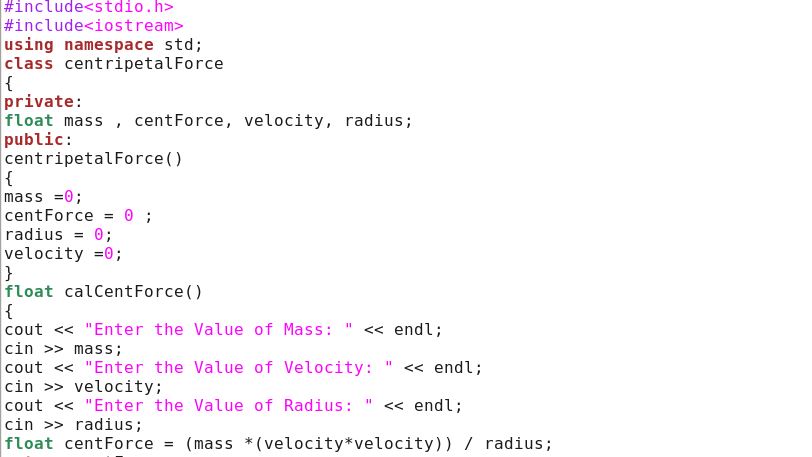 #include<stdio.h>
#include<iostream>
using namespace std;
class centripetalForce
{
private:
float mass , centForce, velocity, radius;
public:
centripetalForce()
{
mass =0;
centForce = 0 ;
radius = 0;
velocity =0;
}
float calCentForce()
{
cout << "Enter the Value of Mass: " << endl;
cin >> mass;
cout << "Enter the Value of Velocity: " << endl;
cin >> velocity;
cout << "Enter the Value of Radius: " << endl;
cin >> radius;
float centForce = (mass *(velocity*velocity)) / radius;